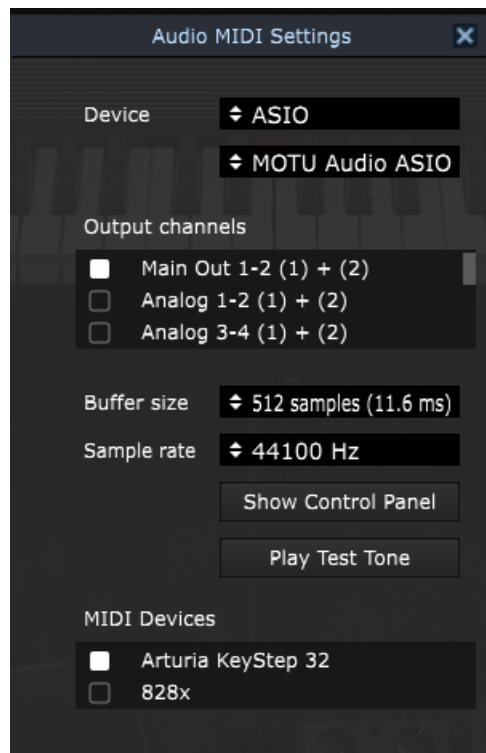 Audio MIDI Settings
Device
ASIO
MOTU Audio ASIO
Output channels
Main Out 1-2 (1) + (2)
Analog 1-2 (1) + (2)
Analog 3-4 (1) + (2)
Buffer size
512 samples (11.6 ms)
Sample rate
44100 Hz
Show Control Panel
Play Test Tone
MIDI Devices
Arturia KeyStep 32
828x